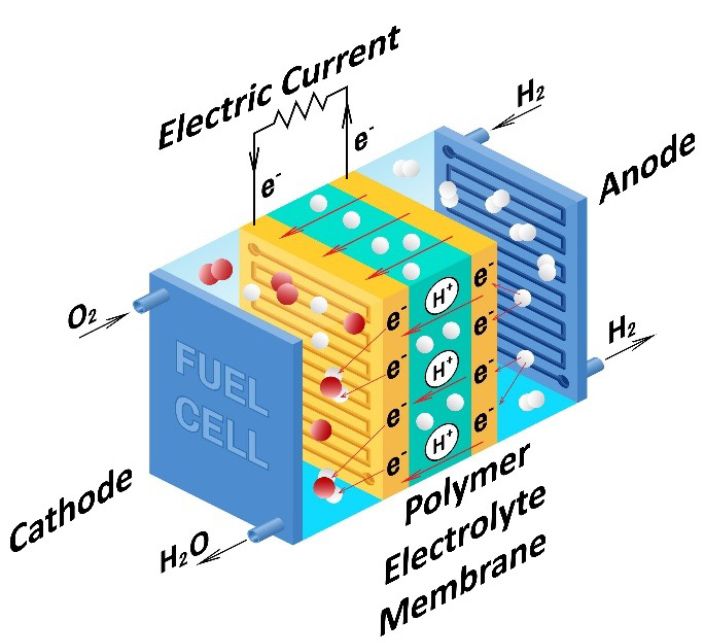 Electric Current
H₂
e⁻
e⁻
Anode
O₂
FUEL
CELL
e⁻
e⁻
e⁻
e⁻
H⁺
H⁺
H⁺
e⁻
e⁻
e⁻
e⁻
H₂
Cathode
H₂O
Polymer
Electrolyte
Membrane